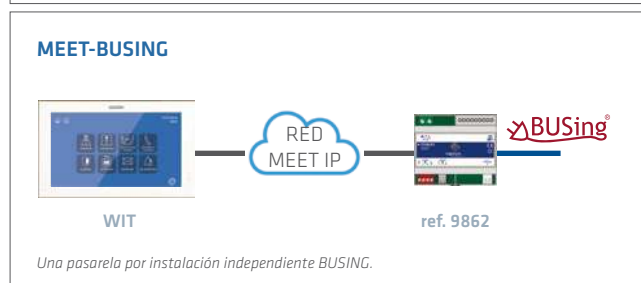 MEET-BUSING
RED
MEET IP
BUSing®
WIT
ref. 9862
Una pasarela por instalación independiente BUSING.